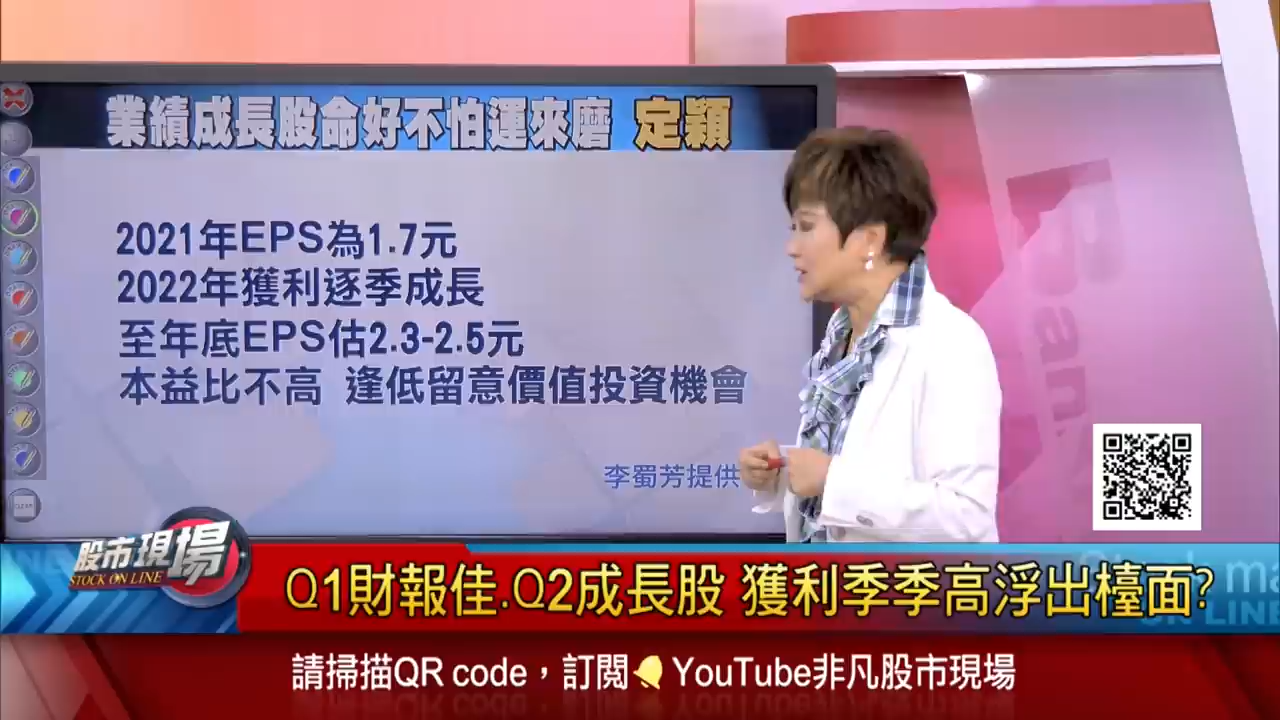 業績成長股命好不怕運來磨 定穎
2021年EPS為1.7元
2022年獲利逐季成長
至年底EPS估2.3-2.5元
本益比不高 逢低留意價值投資機會
李蜀芳提供
CLEAR
股市現場
STOCK ON LINE
Q1財報佳.Q2成長股 獲利季季高浮出檯面?
請掃描QR code，訂閱🔔YouTube非凡股市現場